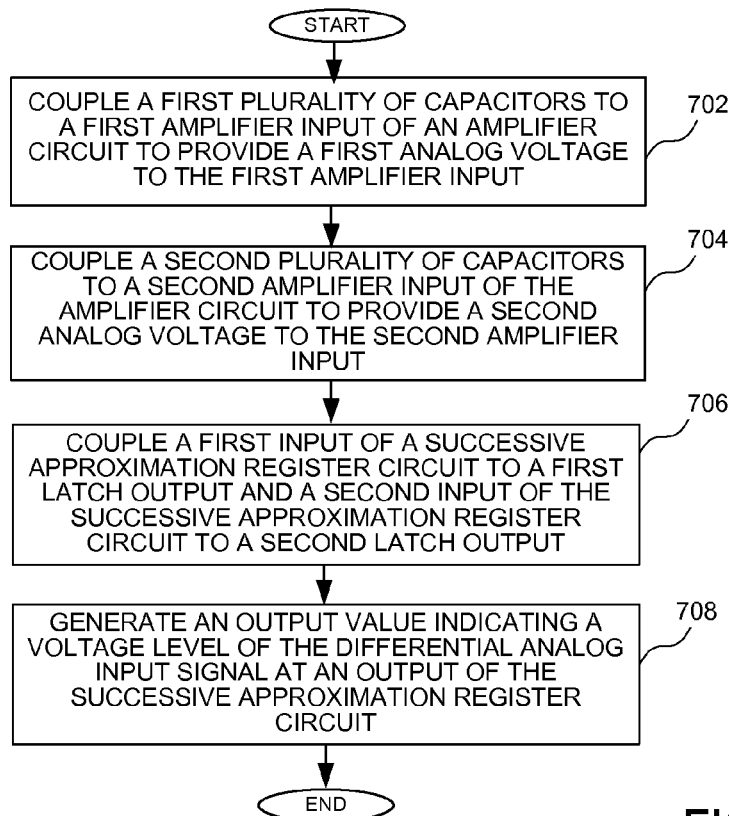 START
COUPLE A FIRST PLURALITY OF CAPACITORS TO
A FIRST AMPLIFIER INPUT OF AN AMPLIFIER
CIRCUIT TO PROVIDE A FIRST ANALOG VOLTAGE
TO THE FIRST AMPLIFIER INPUT
702
COUPLE A SECOND PLURALITY OF CAPACITORS
TO A SECOND AMPLIFIER INPUT OF THE
AMPLIFIER CIRCUIT TO PROVIDE A SECOND
ANALOG VOLTAGE TO THE SECOND AMPLIFIER
INPUT
704
COUPLE A FIRST INPUT OF A SUCCESSIVE
APPROXIMATION REGISTER CIRCUIT TO A FIRST
LATCH OUTPUT AND A SECOND INPUT OF THE
SUCCESSIVE APPROXIMATION REGISTER
CIRCUIT TO A SECOND LATCH OUTPUT
706
GENERATE AN OUTPUT VALUE INDICATING A
VOLTAGE LEVEL OF THE DIFFERENTIAL ANALOG
INPUT SIGNAL AT AN OUTPUT OF THE
SUCCESSIVE APPROXIMATION REGISTER
CIRCUIT
708
END